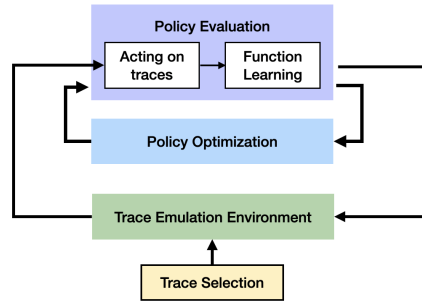 Policy Evaluation
Acting on
traces
Function
Learning
Policy Optimization
Trace Emulation Environment
Trace Selection